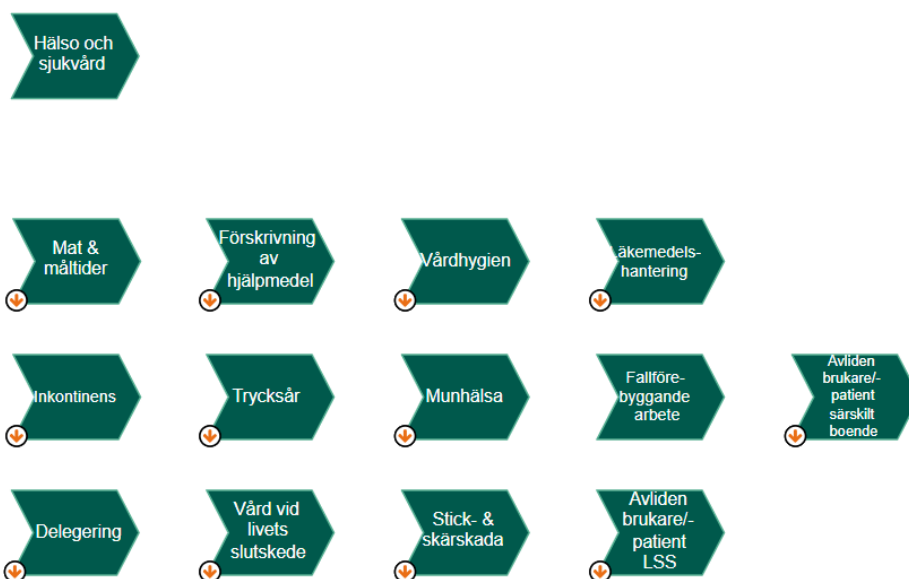 Hälso och
sjukvård
Mat &
måltider
Förskrivning
av
hjälpmedel
Vårdhygien
äkemedels-
hantering
Inkontinens
Trycksår
Munhälsa
Fallföre-
byggande
arbete
Avliden
brukare/-
patient
särskilt
boende
Delegering
Vård vid
livets
slutskede
Stick- &
skärskada
Avliden
brukare/-
patient
LSS